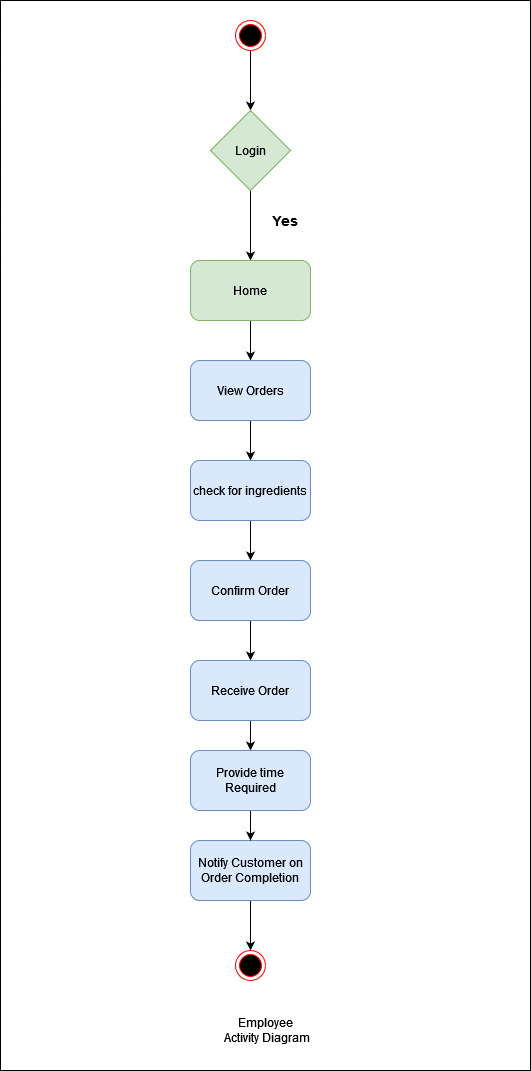 Login
Yes
Home
View Orders
check for ingredients
Confirm Order
Receive Order
Provide time
Required
Notify Customer on
Order Completion
Employee
Activity Diagram